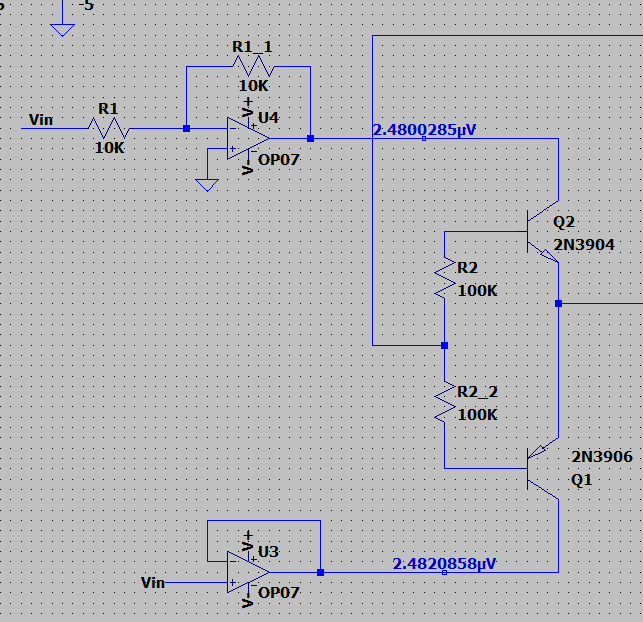 -5
R1_1
10K
Vin
R1
10K
V+
U4
OP07
V-
2.4800285µV
Q2
2N3904
R2
100K
R2_2
100K
2N3906
Q1
V+
U3
Vin
OP07
V-
2.4820858µV